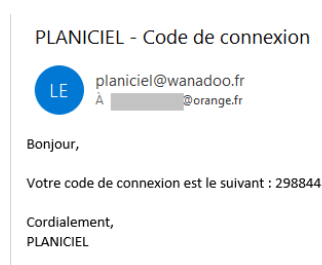 PLANICIEL - Code de connexion
LE
planiciel@wanadoo.fr
À @orange.fr
Bonjour,
Votre code de connexion est le suivant : 298844
Cordialement,
PLANICIEL